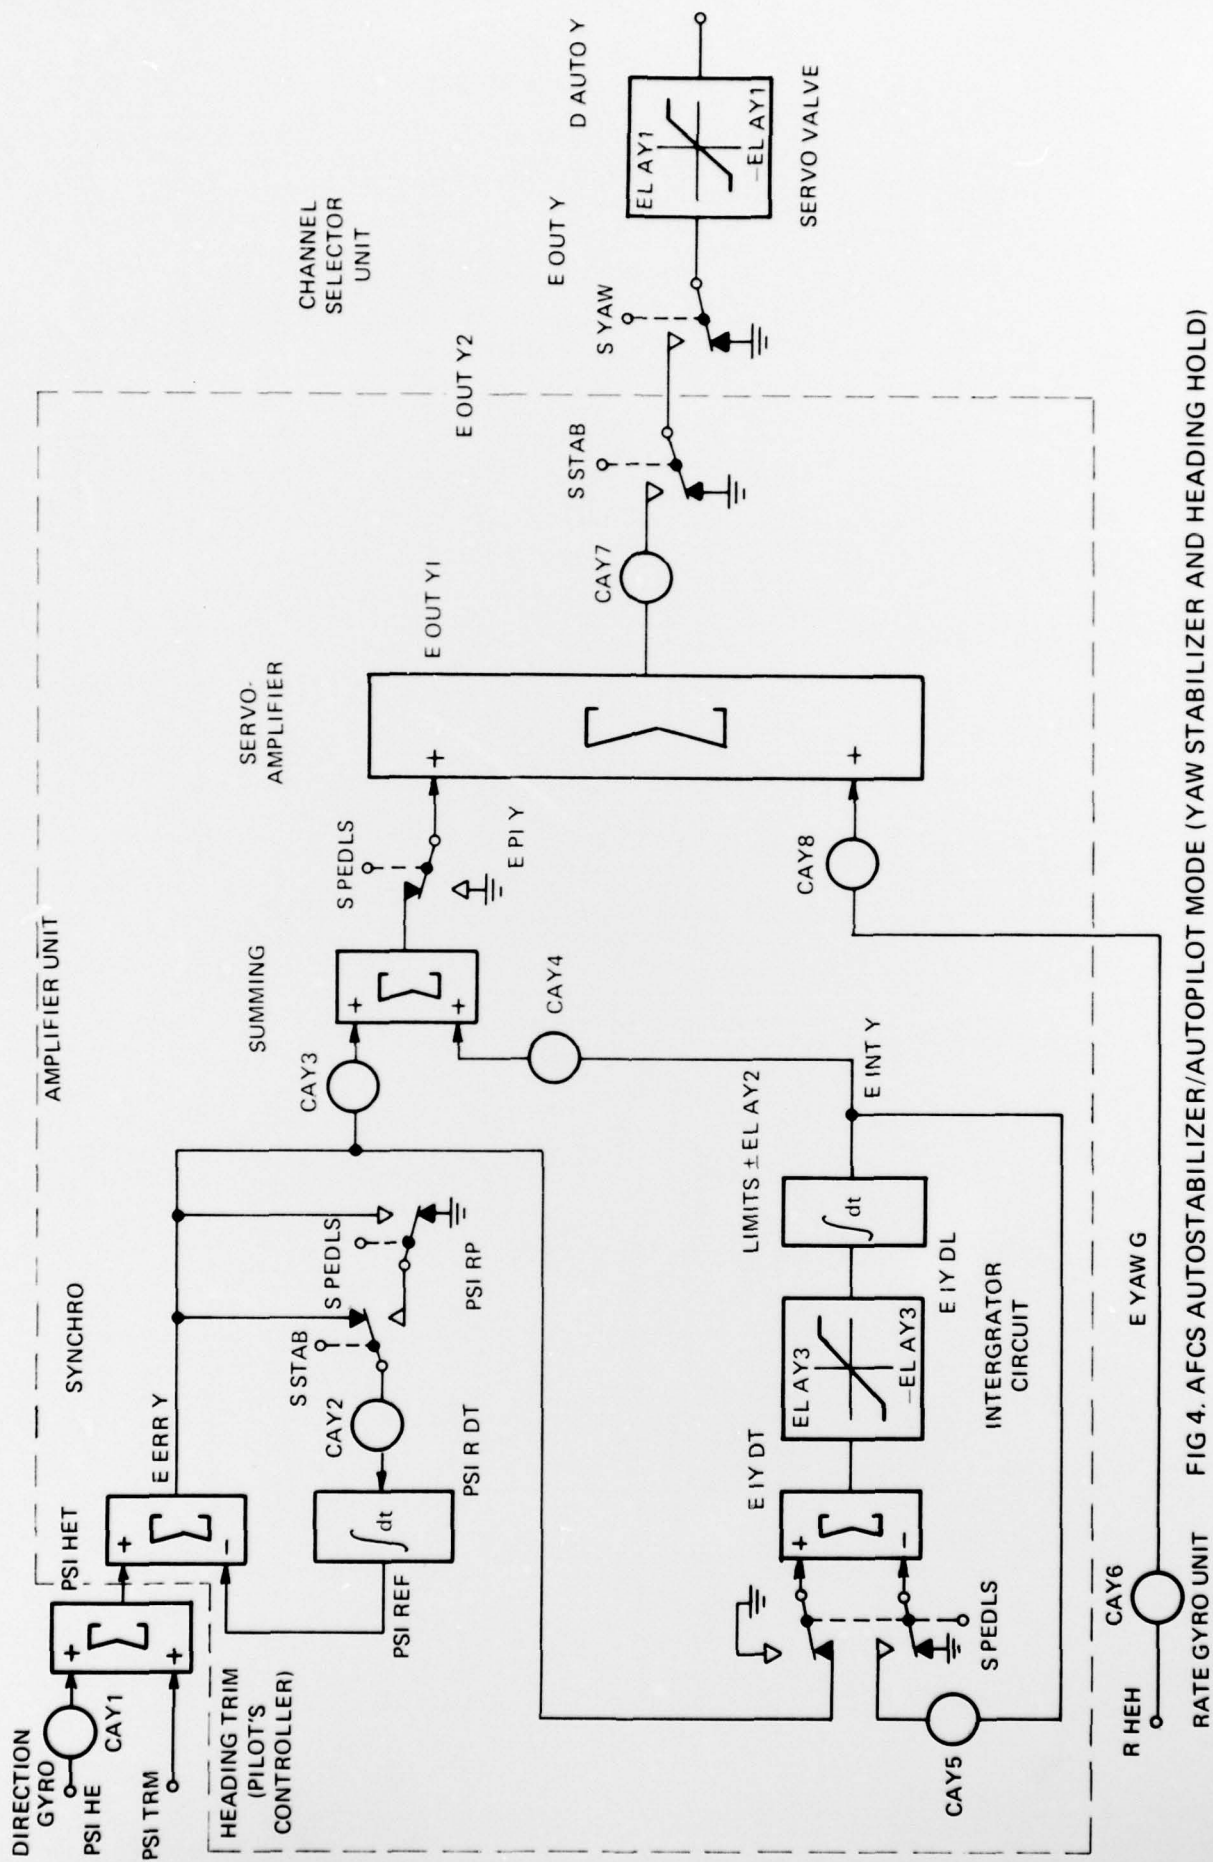 DIRECTION
GYRO
PSI HE
CAY1
PSI TRM
+
+
PSI HET
HEADING TRIM
(PILOT'S
CONTROLLER)
AMPLIFIER UNIT
SYNCHRO
+
-
E ERR Y
PSI REF
∫dt
PSI R DT
CAY2
S STAB
S PEDLS
PSI RP
CAY3
SUMMING
+
+
CAY4
S PEDLS
E PI Y
SERVO-
AMPLIFIER
+
+
E OUT Y1
CAY7
S STAB
E OUT Y2
CHANNEL
SELECTOR
UNIT
S YAW
E OUT Y
EL AY1
-EL AY1
SERVO VALVE
D AUTO Y
CAY5
S PEDLS
+
-
E IY DT
EL AY3
-EL AY3
E IY DL
INTERGRATOR
CIRCUIT
∫dt
LIMITS ± EL AY2
E INT Y
CAY8
R HEH
CAY6
RATE GYRO UNIT
E YAW G
FIG 4. AFCS AUTOSTABILIZER/AUTOPILOT MODE (YAW STABILIZER AND HEADING HOLD)